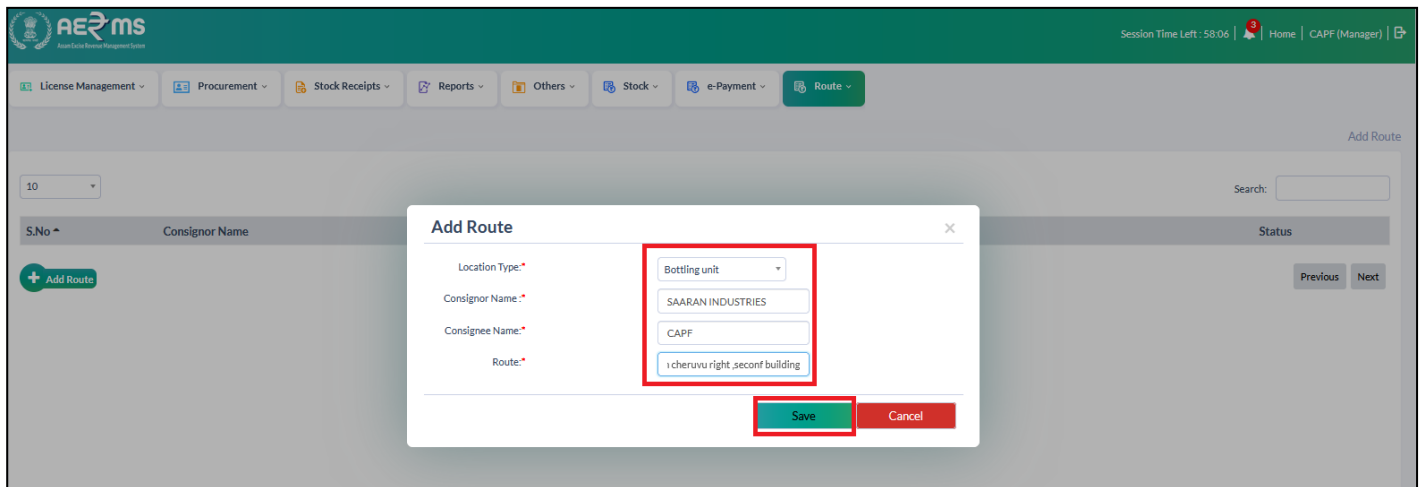 AE₹MS
Assam Excise Revenue Management System
Session Time Left : 58:06 | 3 | Home | CAPF (Manager) |
License Management Procurement Stock Receipts Reports Others Stock e-Payment Route
Add Route
10 Search:
S.No Consignor Name Status
+ Add Route Previous Next
Add Route ×
Location Type:* Bottling unit
Consignor Name :* SAARAN INDUSTRIES
Consignee Name:* CAPF
Route:* cheruvu right ,seconf building
Save Cancel